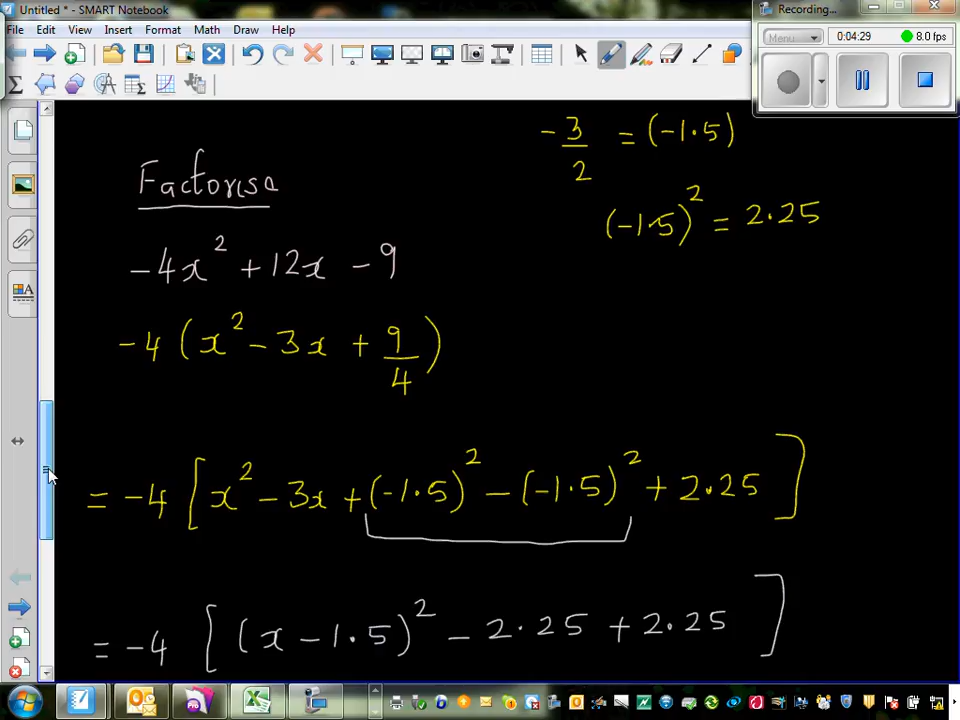 Untitled * - SMART Notebook
Recording...
File Edit View Insert Format Math Draw Help
Menu
0:04:29
8.0 fps
-3/2 = (-1.5)
Factorise
(-1.5)² = 2.25
-4x² + 12x - 9
-4 (x² - 3x + 9/4)
= -4 [x² - 3x + (-1.5)² - (-1.5)² + 2.25]
= -4 [(x - 1.5)² - 2.25 + 2.25]